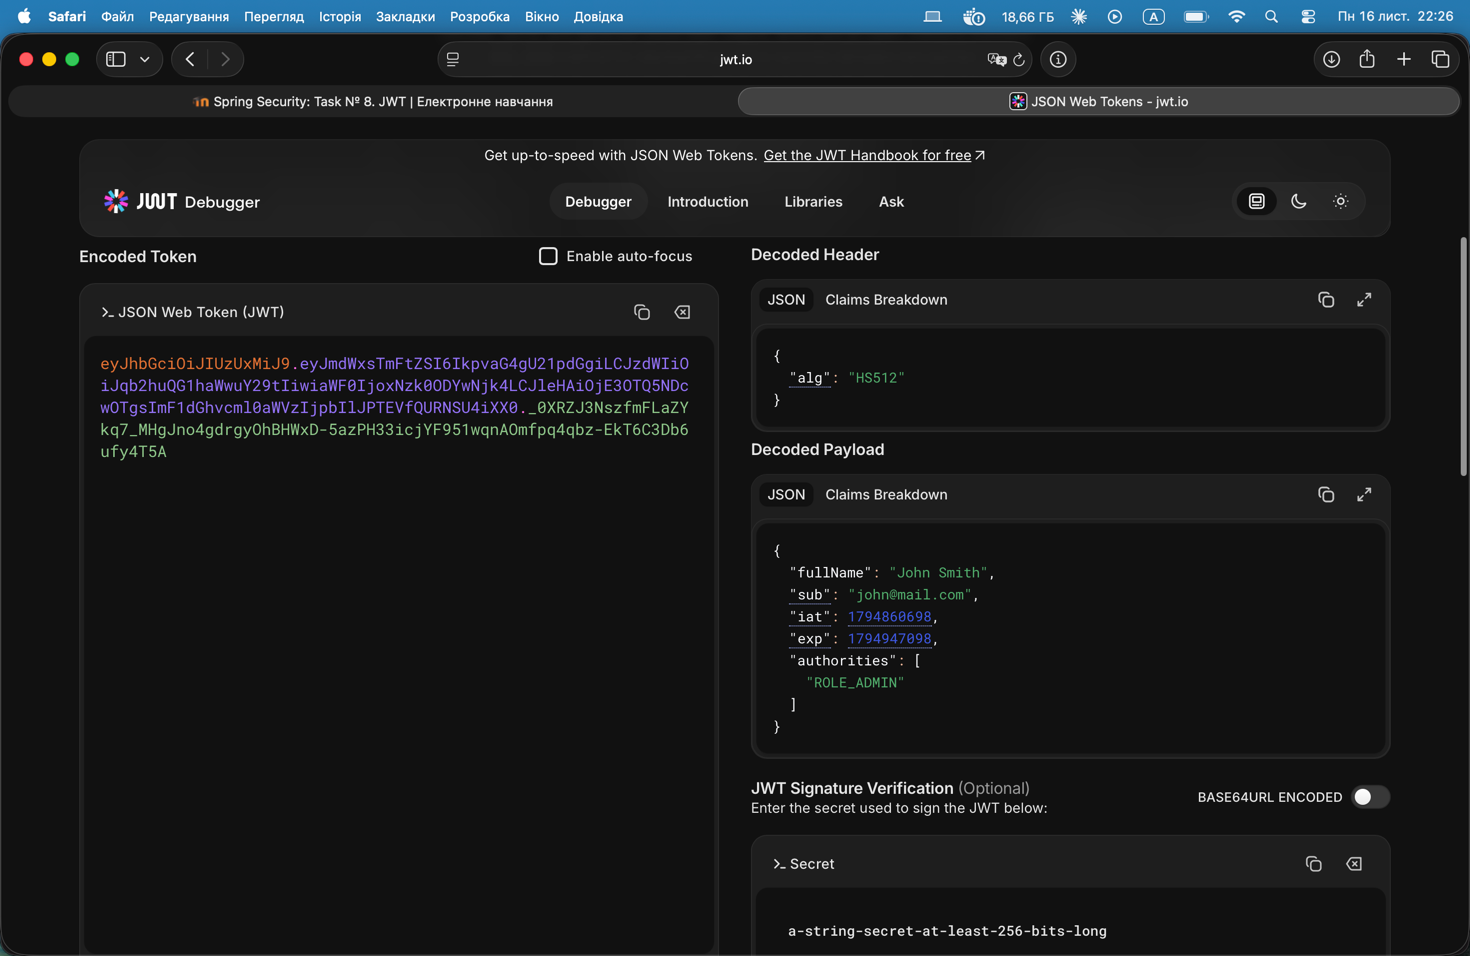 Safari Файл Редагування Перегляд Історія Закладки Розробка Вікно Довідка 18,66 ГБ A Пн 16 лист. 22:26
jwt.io
Spring Security: Task № 8. JWT | Електронне навчання
JSON Web Tokens - jwt.io
Get up-to-speed with JSON Web Tokens. Get the JWT Handbook for free
JWT Debugger
Debugger Introduction Libraries Ask
Encoded Token
Enable auto-focus
>_ JSON Web Token (JWT)
eyJhbGciOiJIUzUxMiJ9.eyJmdWxsTmFtZSI6IkpvaG4gU21pdGgiLCJzdWIiO
iJqb2huQG1haWwuY29tIiwiaWF0IjoxNzk0ODYwNjk4LCJleHAiOjE3OTQ5NDc
wOTgsImF1dGhvcml0aWVzIjpbIlJPTEVfQURNSU4iXX0._0XRZJ3NszfmFLaZY
kq7_MHgJno4gdrgyOhBHWxD-5azPH33icjYF951wqnAOmfpq4qbz-EkT6C3Db6
ufy4T5A
Decoded Header
JSON Claims Breakdown
{
"alg": "HS512"
}
Decoded Payload
JSON Claims Breakdown
{
"fullName": "John Smith",
"sub": "john@mail.com",
"iat": 1794860698,
"exp": 1794947098,
"authorities": [
"ROLE_ADMIN"
]
}
JWT Signature Verification (Optional)
Enter the secret used to sign the JWT below:
BASE64URL ENCODED
>_ Secret
a-string-secret-at-least-256-bits-long